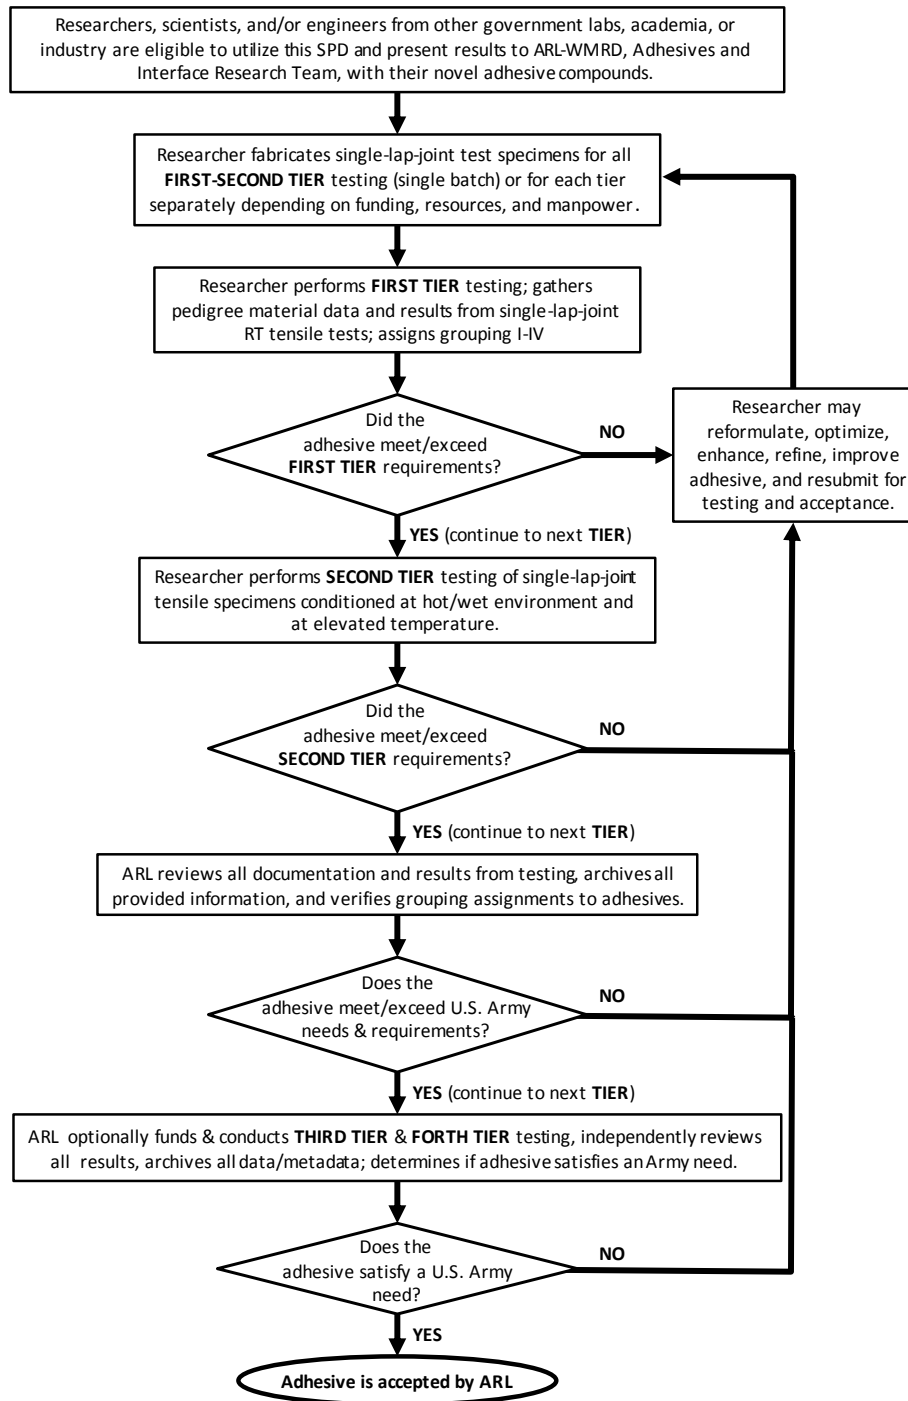 Researchers, scientists, and/or engineers from other government labs, academia, or
industry are eligible to utilize this SPD and present results to ARL-WMRD, Adhesives and
Interface Research Team, with their novel adhesive compounds.
Researcher fabricates single-lap-joint test specimens for all
FIRST-SECOND TIER testing (single batch) or for each tier
separately depending on funding, resources, and manpower.
Researcher performs FIRST TIER testing; gathers
pedigree material data and results from single-lap-joint
RT tensile tests; assigns grouping I-IV
Did the
adhesive meet/exceed
FIRST TIER requirements?
NO
Researcher may
reformulate, optimize,
enhance, refine, improve
adhesive, and resubmit for
testing and acceptance.
YES (continue to next TIER)
Researcher performs SECOND TIER testing of single-lap-joint
tensile specimens conditioned at hot/wet environment and
at elevated temperature.
Did the
adhesive meet/exceed
SECOND TIER requirements?
NO
YES (continue to next TIER)
ARL reviews all documentation and results from testing, archives all
provided information, and verifies grouping assignments to adhesives.
Does the
adhesive meet/exceed U.S. Army
needs & requirements?
NO
YES (continue to next TIER)
ARL optionally funds & conducts THIRD TIER & FORTH TIER testing, independently reviews
all results, archives all data/metadata; determines if adhesive satisfies an Army need.
Does the
adhesive satisfy a U.S. Army
need?
NO
YES
Adhesive is accepted by ARL